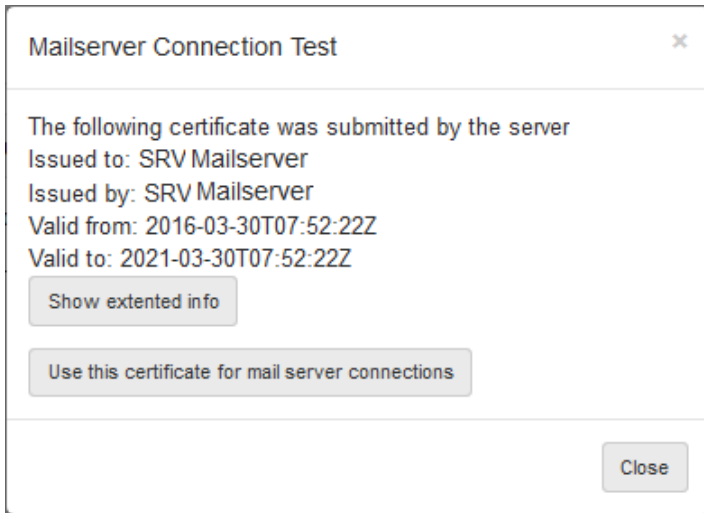 Mailserver Connection Test
×
The following certificate was submitted by the server
Issued to: SRV Mailserver
Issued by: SRV Mailserver
Valid from: 2016-03-30T07:52:22Z
Valid to: 2021-03-30T07:52:22Z
Show extented info
Use this certificate for mail server connections
Close